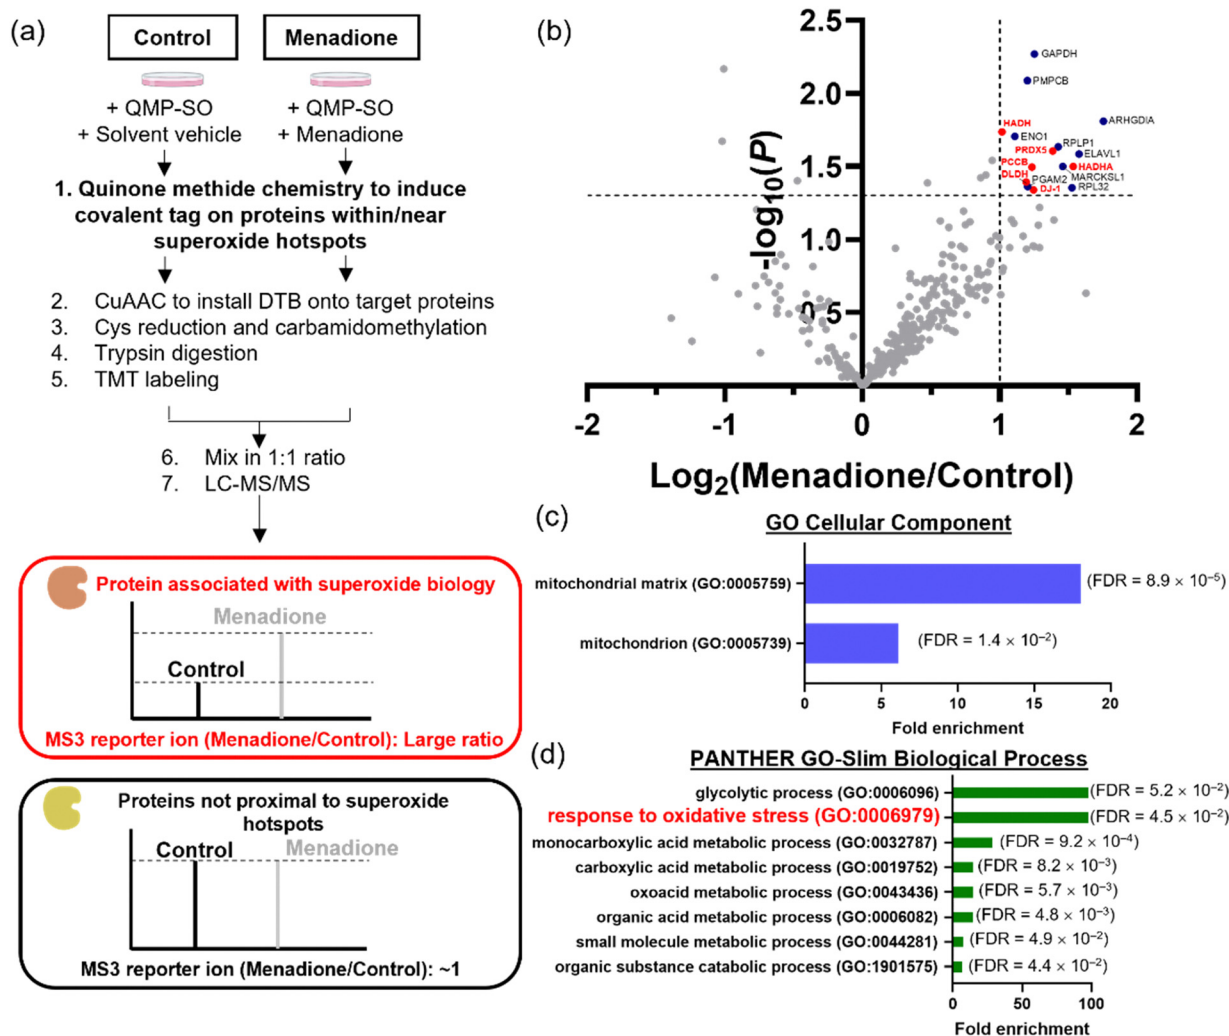 (a)
Control
Menadione
+ QMP-SO
+ Solvent vehicle
+ QMP-SO
+ Menadione
1. Quinone methide chemistry to induce
covalent tag on proteins within/near
superoxide hotspots
2. CuAAC to install DTB onto target proteins
3. Cys reduction and carbamidomethylation
4. Trypsin digestion
5. TMT labeling
6. Mix in 1:1 ratio
7. LC-MS/MS
Protein associated with superoxide biology
Menadione
Control
MS3 reporter ion (Menadione/Control): Large ratio
Proteins not proximal to superoxide
hotspots
Control
Menadione
MS3 reporter ion (Menadione/Control): ~1
(b)
2.5
2.0
1.5
1.0
0.5
-log₁₀(P)
GAPDH
PMPCB
ARHGDIA
HADH
ENO1
RPLP1
PRDX5
ELAVL1
PCCB
HADHA
DLDH
PGAM2
MARCKSL1
DJ-1
RPL32
-2
-1
0
1
2
Log₂(Menadione/Control)
(c)
GO Cellular Component
mitochondrial matrix (GO:0005759)
(FDR = 8.9 × 10⁻⁵)
mitochondrion (GO:0005739)
(FDR = 1.4 × 10⁻²)
0
5
10
15
20
Fold enrichment
(d)
PANTHER GO-Slim Biological Process
glycolytic process (GO:0006096)
(FDR = 5.2 × 10⁻²)
response to oxidative stress (GO:0006979)
(FDR = 4.5 × 10⁻²)
monocarboxylic acid metabolic process (GO:0032787)
(FDR = 9.2 × 10⁻⁴)
carboxylic acid metabolic process (GO:0019752)
(FDR = 8.2 × 10⁻³)
oxoacid metabolic process (GO:0043436)
(FDR = 5.7 × 10⁻³)
organic acid metabolic process (GO:0006082)
(FDR = 4.8 × 10⁻³)
small molecule metabolic process (GO:0044281)
(FDR = 4.9 × 10⁻²)
organic substance catabolic process (GO:1901575)
(FDR = 4.4 × 10⁻²)
0
50
100
Fold enrichment